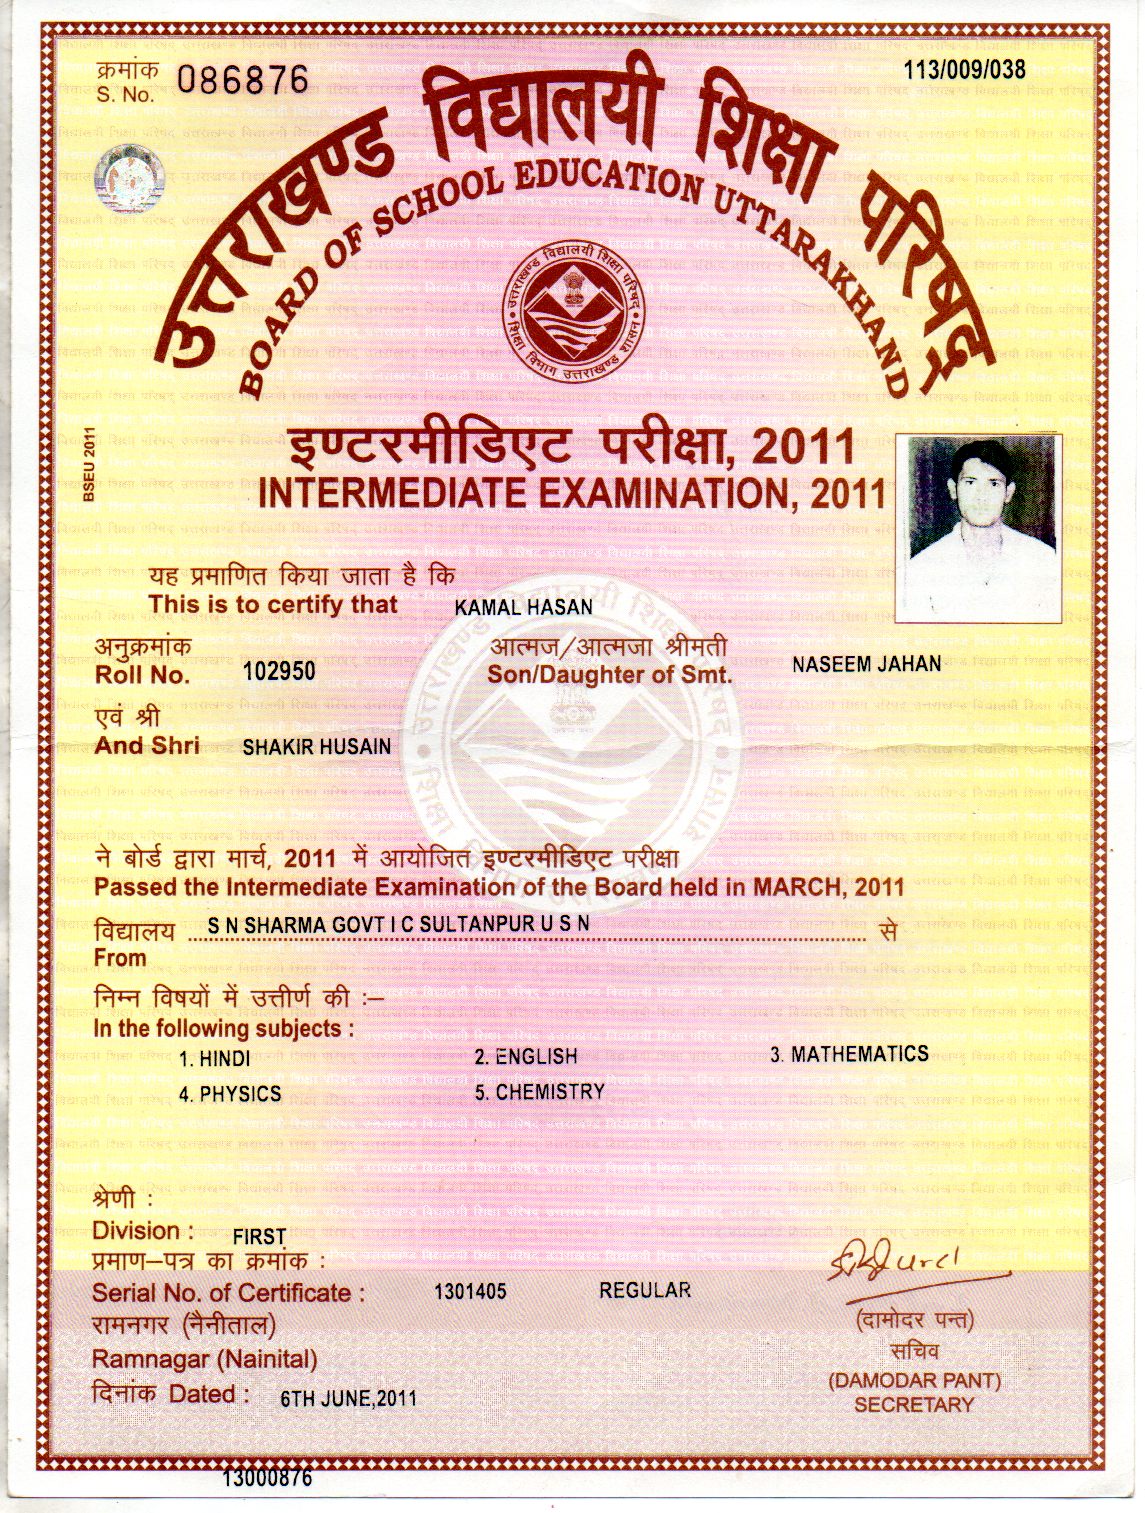 क्रमांक
S. No. 086876
113/009/038
उत्तराखण्ड विद्यालयी शिक्षा परिषद्
BOARD OF SCHOOL EDUCATION UTTARAKHAND
उत्तराखण्ड विद्यालयी शिक्षा परिषद
शिक्षा विभाग उत्तराखण्ड शासन
BSEU 2011
इण्टरमीडिएट परीक्षा, 2011
INTERMEDIATE EXAMINATION, 2011
यह प्रमाणित किया जाता है कि
This is to certify that KAMAL HASAN
अनुक्रमांक आत्मज/आत्मजा श्रीमती
Roll No. 102950 Son/Daughter of Smt. NASEEM JAHAN
एवं श्री
And Shri SHAKIR HUSAIN
ने बोर्ड द्वारा मार्च, 2011 में आयोजित इण्टरमीडिएट परीक्षा
Passed the Intermediate Examination of the Board held in MARCH, 2011
विद्यालय S N SHARMA GOVT I C SULTANPUR U S N से
From
निम्न विषयों में उत्तीर्ण की :–
In the following subjects :
1. HINDI 2. ENGLISH 3. MATHEMATICS
4. PHYSICS 5. CHEMISTRY
श्रेणी :
Division : FIRST
प्रमाण–पत्र का क्रमांक :
Serial No. of Certificate : 1301405 REGULAR
रामनगर (नैनीताल)
Ramnagar (Nainital)
दिनांक Dated : 6TH JUNE,2011
(दामोदर पन्त)
सचिव
(DAMODAR PANT)
SECRETARY
13000876